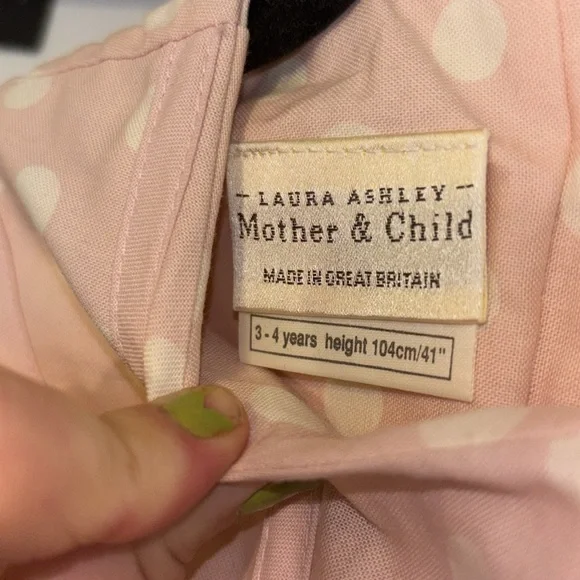 - LAURA ASHLEY -
Mother & Child
MADE IN GREAT BRITAIN
3 - 4 years height 104cm/41"